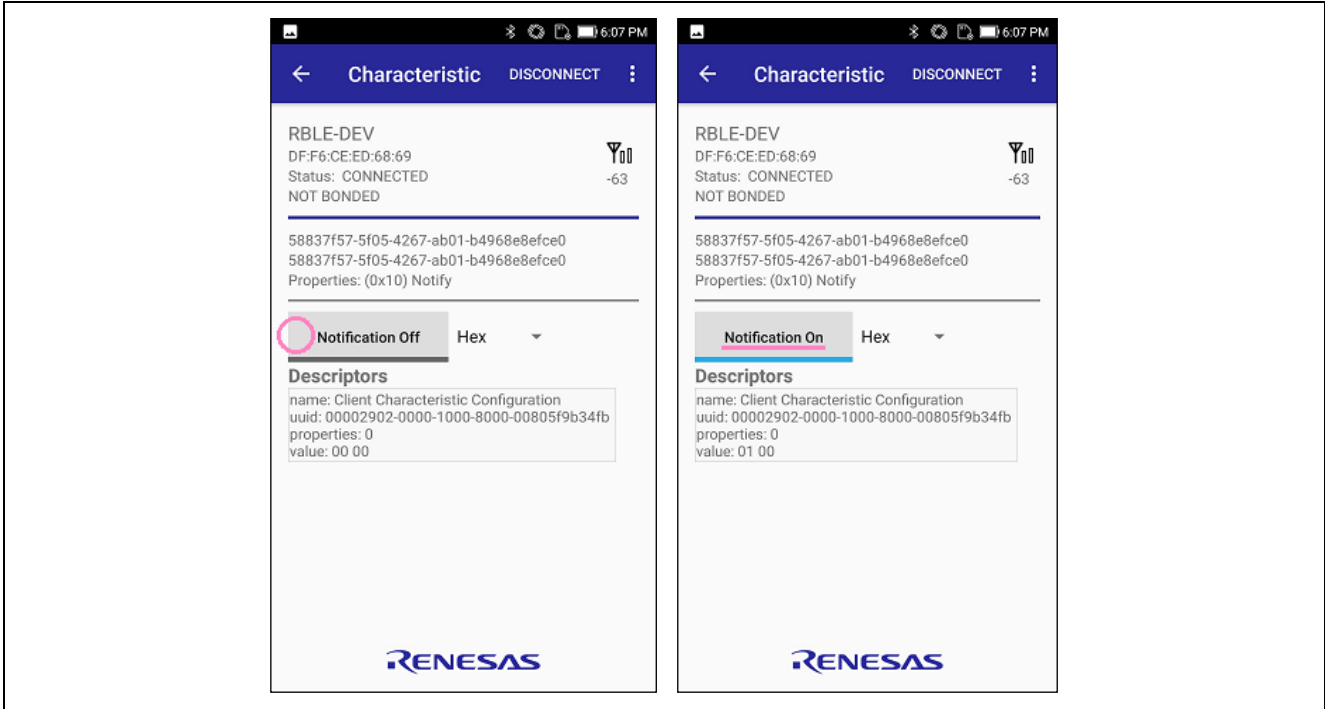 6:07 PM
Characteristic DISCONNECT
RBLE-DEV
DF:F6:CE:ED:68:69
Status: CONNECTED
-63
NOT BONDED
58837f57-5f05-4267-ab01-b4968e8efce0
58837f57-5f05-4267-ab01-b4968e8efce0
Properties: (0x10) Notify
Notification Off Hex
Descriptors
name: Client Characteristic Configuration
uuid: 00002902-0000-1000-8000-00805f9b34fb
properties: 0
value: 00 00
RENESAS
6:07 PM
Characteristic DISCONNECT
RBLE-DEV
DF:F6:CE:ED:68:69
Status: CONNECTED
-63
NOT BONDED
58837f57-5f05-4267-ab01-b4968e8efce0
58837f57-5f05-4267-ab01-b4968e8efce0
Properties: (0x10) Notify
Notification On Hex
Descriptors
name: Client Characteristic Configuration
uuid: 00002902-0000-1000-8000-00805f9b34fb
properties: 0
value: 01 00
RENESAS